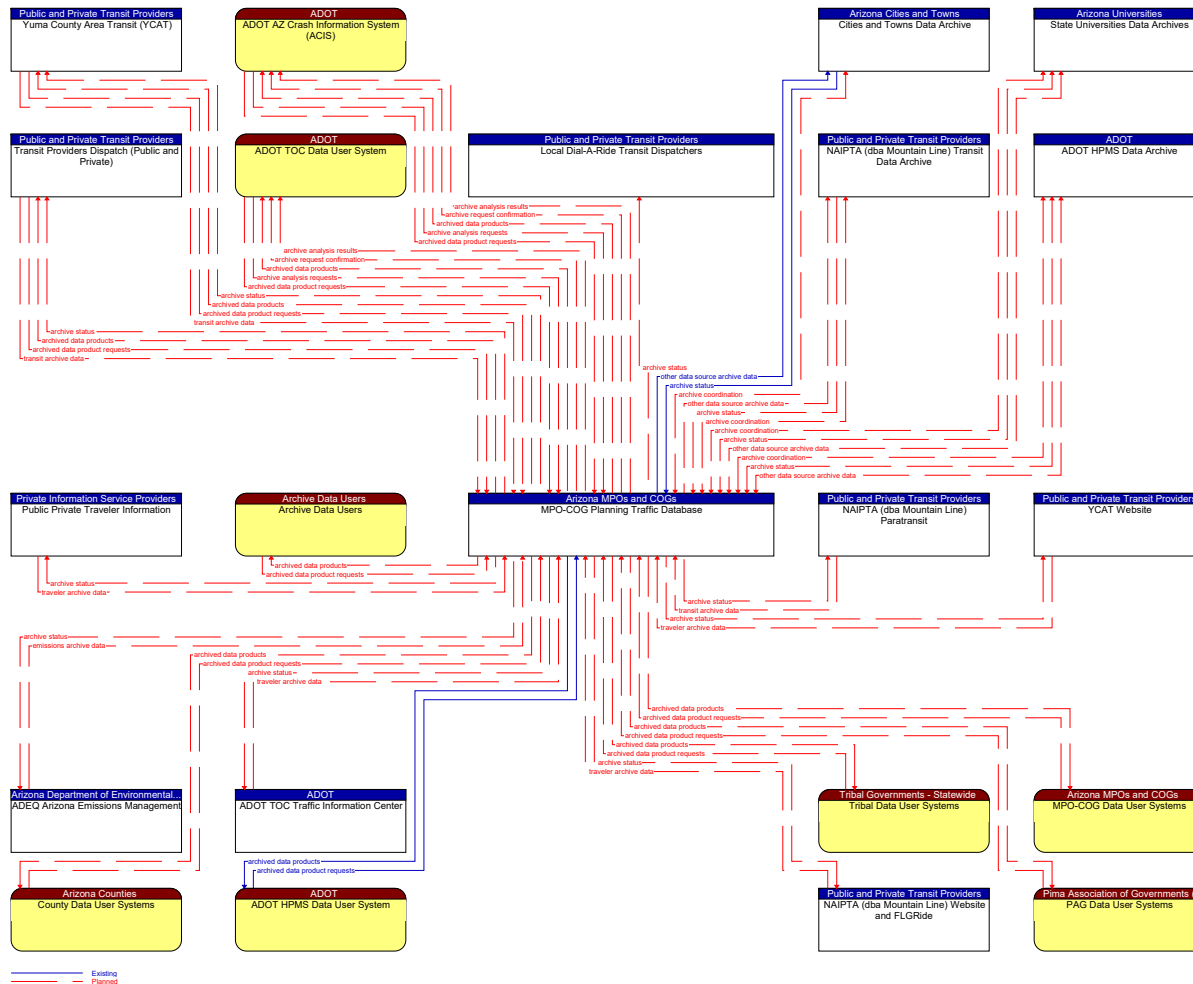 Public and Private Transit Providers
Yuma County Area Transit (YCAT)
ADOT
ADOT AZ Crash Information System
(ACIS)
Arizona Cities and Towns
Cities and Towns Data Archive
Arizona Universities
State Universities Data Archives
Public and Private Transit Providers
Transit Providers Dispatch (Public and
Private)
ADOT
ADOT TOC Data User System
Public and Private Transit Providers
Local Dial-A-Ride Transit Dispatchers
Public and Private Transit Providers
NAIPTA (dba Mountain Line) Transit
Data Archive
ADOT
ADOT HPMS Data Archive
archive analysis results
archive request confirmation
archived data products
archive analysis requests
archived data product requests
archive analysis results
archive request confirmation
archived data products
archive analysis requests
archived data product requests
archive status
archived data products
archived data product requests
transit archive data
archive status
archived data products
archived data product requests
transit archive data
archive status
other data source archive data
archive status
archive coordination
other data source archive data
archive status
archive coordination
archive coordination
archive status
other data source archive data
archive coordination
archive status
other data source archive data
Private Information Service Providers
Public Private Traveler Information
Archive Data Users
Archive Data Users
Arizona MPOs and COGs
MPO-COG Planning Traffic Database
Public and Private Transit Providers
NAIPTA (dba Mountain Line)
Paratransit
Public and Private Transit Providers
YCAT Website
archived data products
archived data product requests
archive status
traveler archive data
archive status
transit archive data
archive status
traveler archive data
archive status
emissions archive data
archived data products
archived data product requests
archive status
traveler archive data
archived data products
archived data product requests
archived data products
archived data product requests
archived data products
archived data product requests
archive status
traveler archive data
Arizona Department of Environmental...
ADEQ Arizona Emissions Management
ADOT
ADOT TOC Traffic Information Center
Tribal Governments - Statewide
Tribal Data User Systems
Arizona MPOs and COGs
MPO-COG Data User Systems
archived data products
archived data product requests
Arizona Counties
County Data User Systems
ADOT
ADOT HPMS Data User System
Public and Private Transit Providers
NAIPTA (dba Mountain Line) Website
and FLGRide
Pima Association of Governments
PAG Data User Systems
Existing
Planned